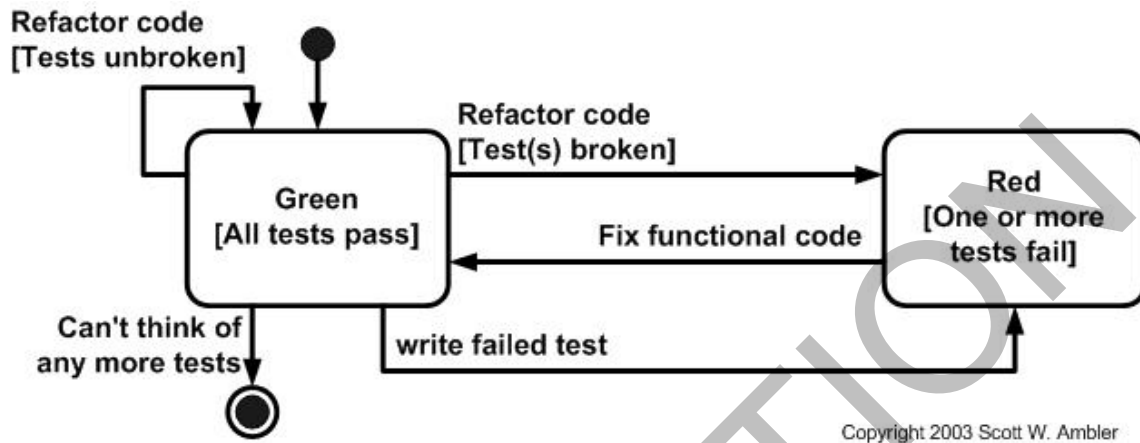 Refactor code
[Tests unbroken]
Refactor code
[Test(s) broken]
Green
[All tests pass]
Red
[One or more
tests fail]
Fix functional code
Can't think of
any more tests
write failed test
Copyright 2003 Scott W. Ambler
TION